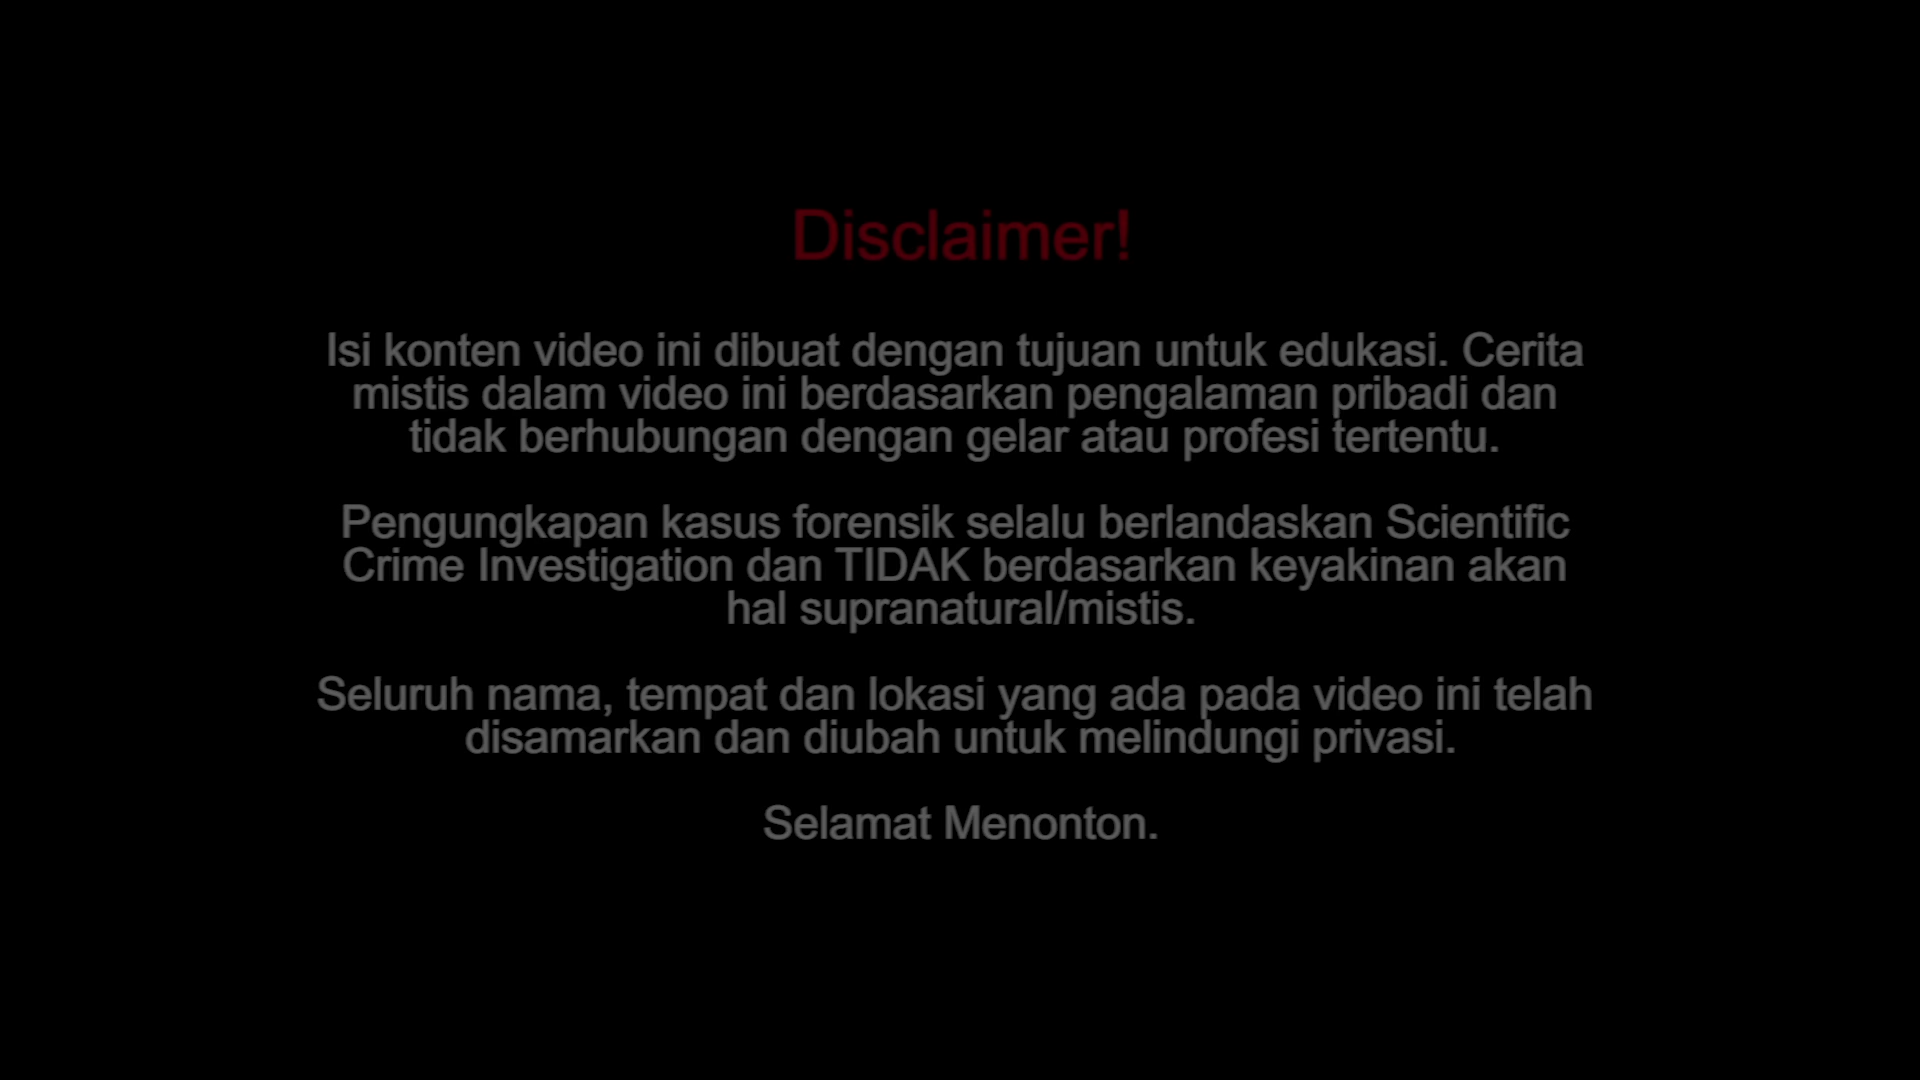 Disclaimer!
Isi konten video ini dibuat dengan tujuan untuk edukasi. Cerita
mistis dalam video ini berdasarkan pengalaman pribadi dan
tidak berhubungan dengan gelar atau profesi tertentu.
Pengungkapan kasus forensik selalu berlandaskan Scientific
Crime Investigation dan TIDAK berdasarkan keyakinan akan
hal supranatural/mistis.
Seluruh nama, tempat dan lokasi yang ada pada video ini telah
disamarkan dan diubah untuk melindungi privasi.
Selamat Menonton.